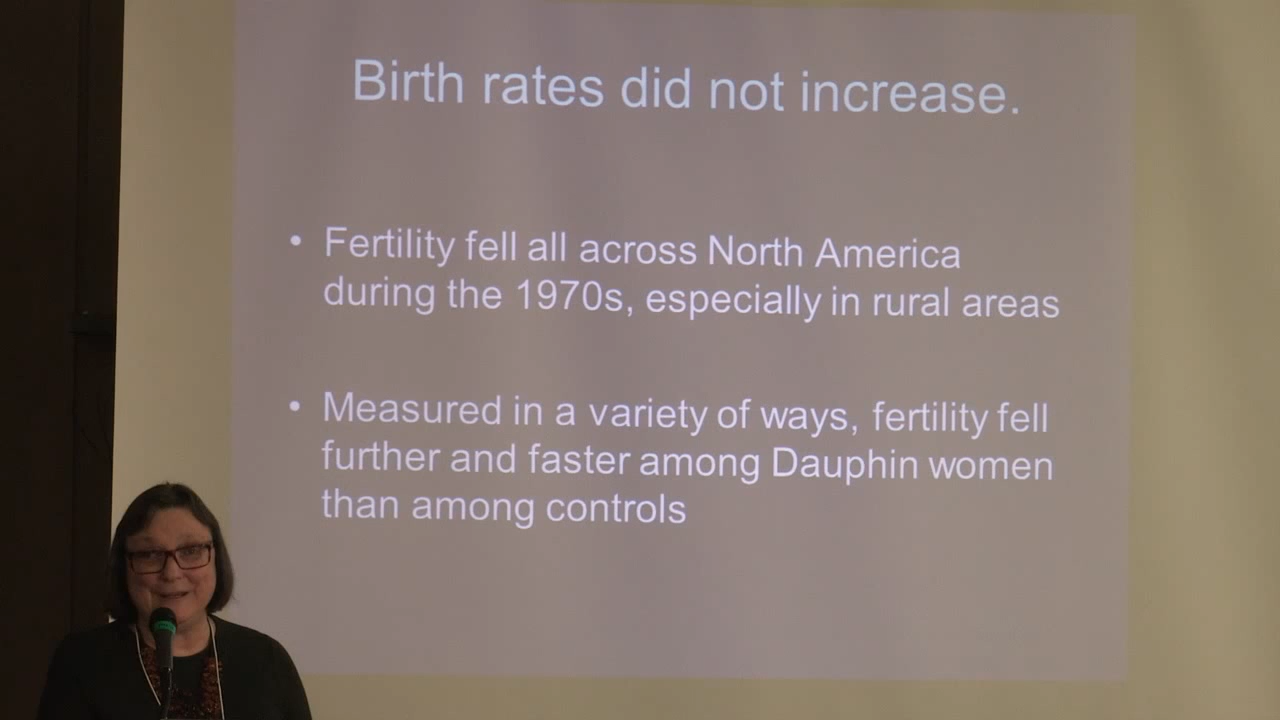 Birth rates did not increase.
• Fertility fell all across North America
during the 1970s, especially in rural areas
• Measured in a variety of ways, fertility fell
further and faster among Dauphin women
than among controls